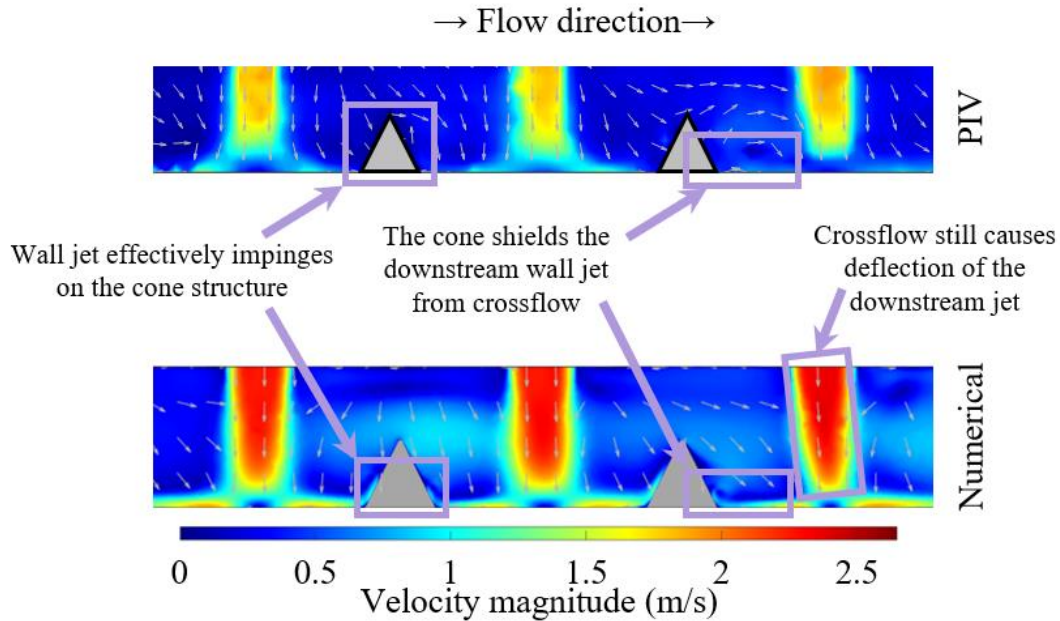 → Flow direction→
PIV
Wall jet effectively impinges
on the cone structure
The cone shields the
downstream wall jet
from crossflow
Crossflow still causes
deflection of the
downstream jet
Numerical
0 0.5 1 1.5 2 2.5
Velocity magnitude (m/s)